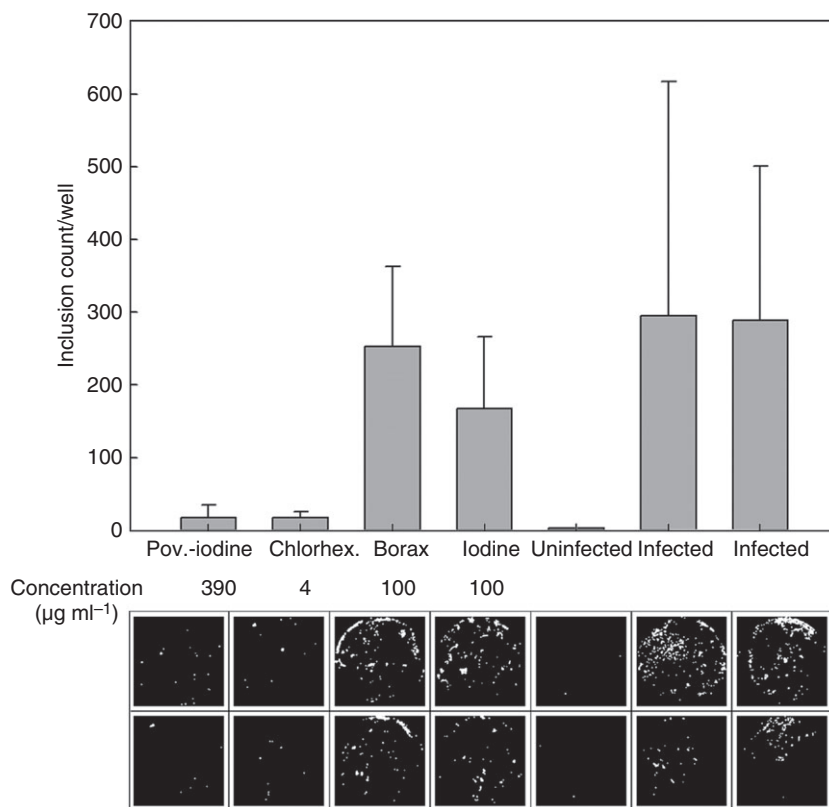 700
600
500
400
300
200
100
0
Inclusion count/well
Pov.-iodine Chlorhex. Borax Iodine Uninfected Infected Infected
Concentration 390 4 100 100
(µg ml⁻¹)